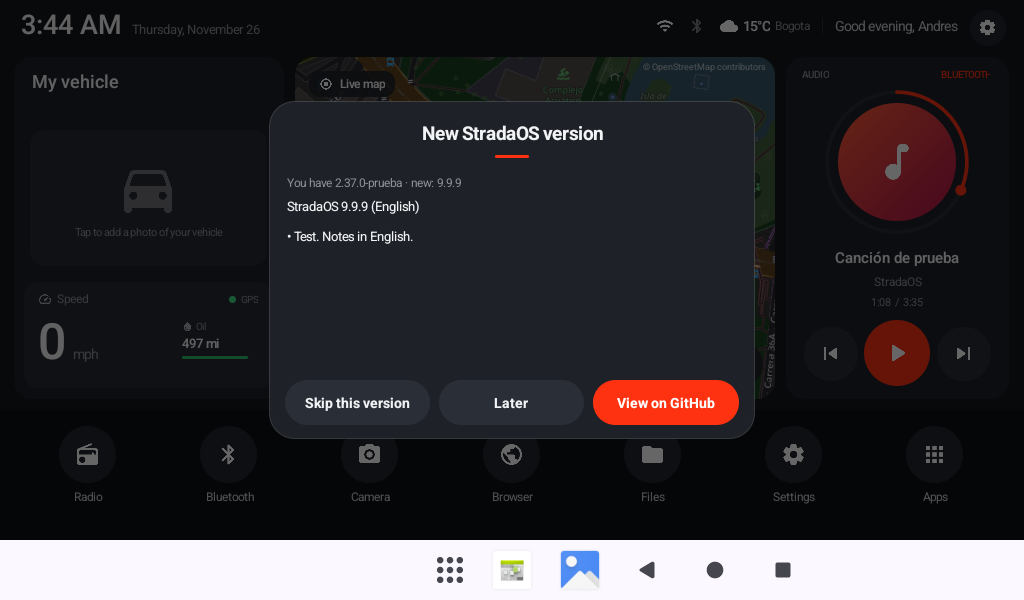 3:44 AM Thursday, November 26
15°C Bogota
Good evening, Andres
My vehicle
Tap to add a photo of your vehicle
Speed
GPS
0 mph
Oil
497 mi
Live map
© OpenStreetMap contributors
Complejo
Isla de
New StradaOS version
You have 2.37.0-prueba · new: 9.9.9
StradaOS 9.9.9 (English)
• Test. Notes in English.
Skip this version
Later
View on GitHub
AUDIO
BLUETOOTH
Canción de prueba
StradaOS
1:08 / 3:35
Radio
Bluetooth
Camera
Browser
Files
Settings
Apps